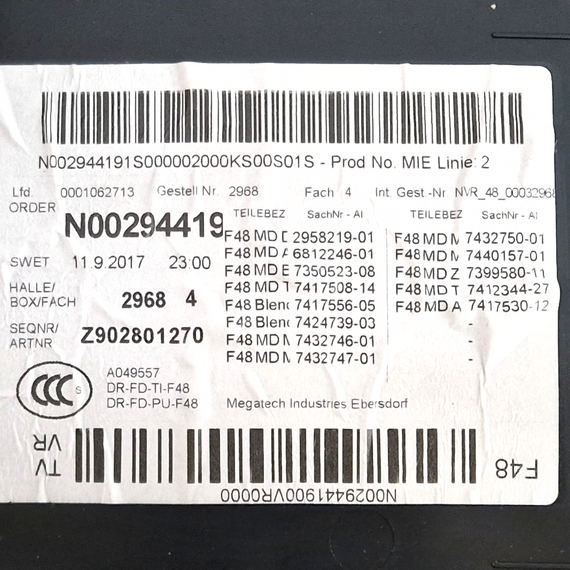 N002944191S000002000KS00S01S - Prod No. MIE Linie: 2
Lfd. 0001062713 Gestell Nr. 2968 Fach 4 Int. Gest.-Nr NVR_48_00032968
ORDER N00294419
TEILEBEZ SachNr - AI TEILEBEZ SachNr - AI
F48 MD D 2958219-01 F48 MD M 7432750-01
F48 MD A 6812246-01 F48 MD M 7440157-01
SWET 11.9.2017 23:00
F48 MD E 7350523-08 F48 MD Z 7399580-11
F48 MD T 7417508-14 F48 MD T 7412344-27
HALLE/
BOX/FACH 2968 4
F48 Blend 7417556-05 F48 MD A 7417530-12
F48 Blend 7424739-03 -
SEQNR/
ARTNR Z902801270
F48 MD M 7432746-01 -
F48 MD M 7432747-01 -
CCC S
A049557
DR-FD-TI-F48
DR-FD-PU-F48 Megatech Industries Ebersdorf
TV
VR
F48
N0029441900VR0000